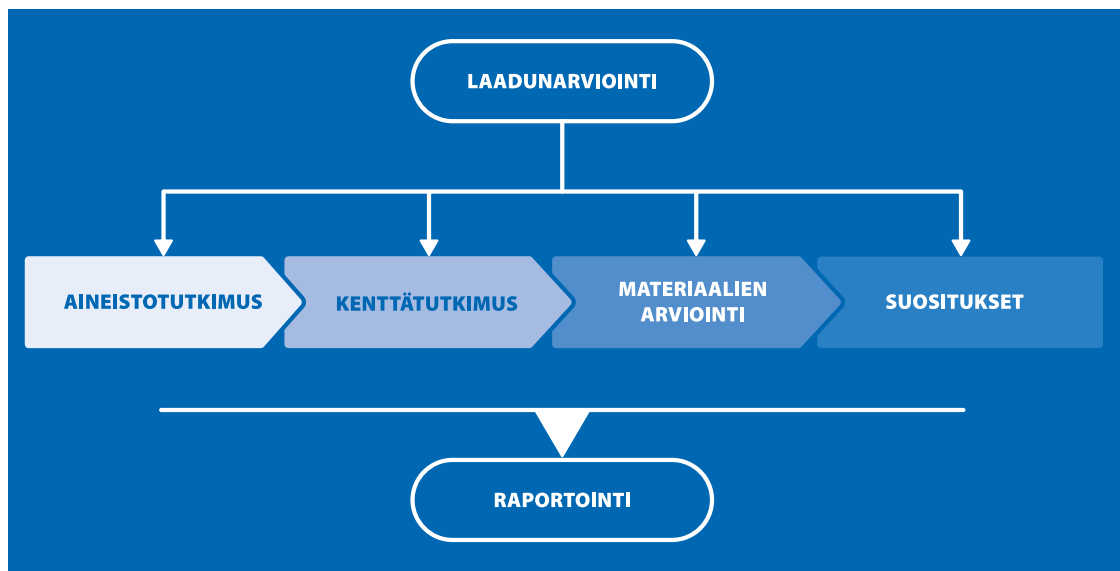 LAADUNARVIOINTI
AINEISTOTUTKIMUS
KENTTÄTUTKIMUS
MATERIAALIEN
ARVIOINTI
SUOSITUKSET
RAPORTOINTI